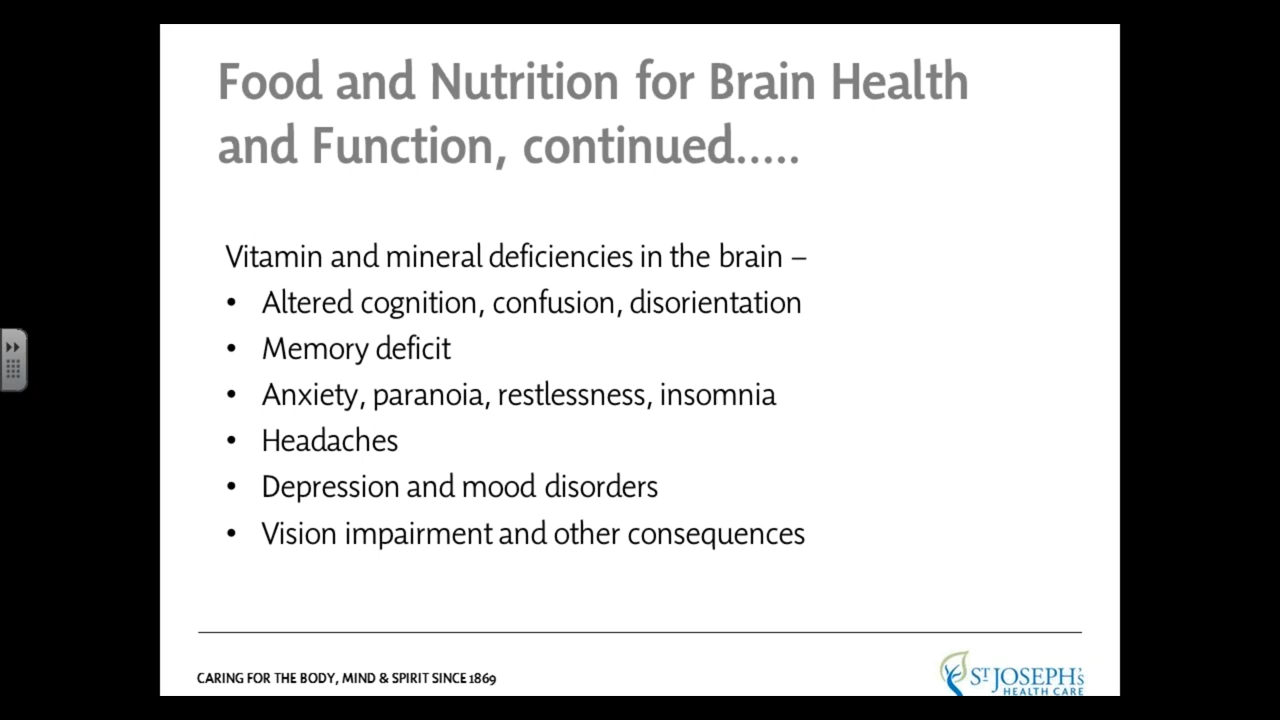 Food and Nutrition for Brain Health
and Function, continued.....
Vitamin and mineral deficiencies in the brain –
• Altered cognition, confusion, disorientation
• Memory deficit
• Anxiety, paranoia, restlessness, insomnia
• Headaches
• Depression and mood disorders
• Vision impairment and other consequences
CARING FOR THE BODY, MIND & SPIRIT SINCE 1869
ST JOSEPH'S
HEALTH CARE